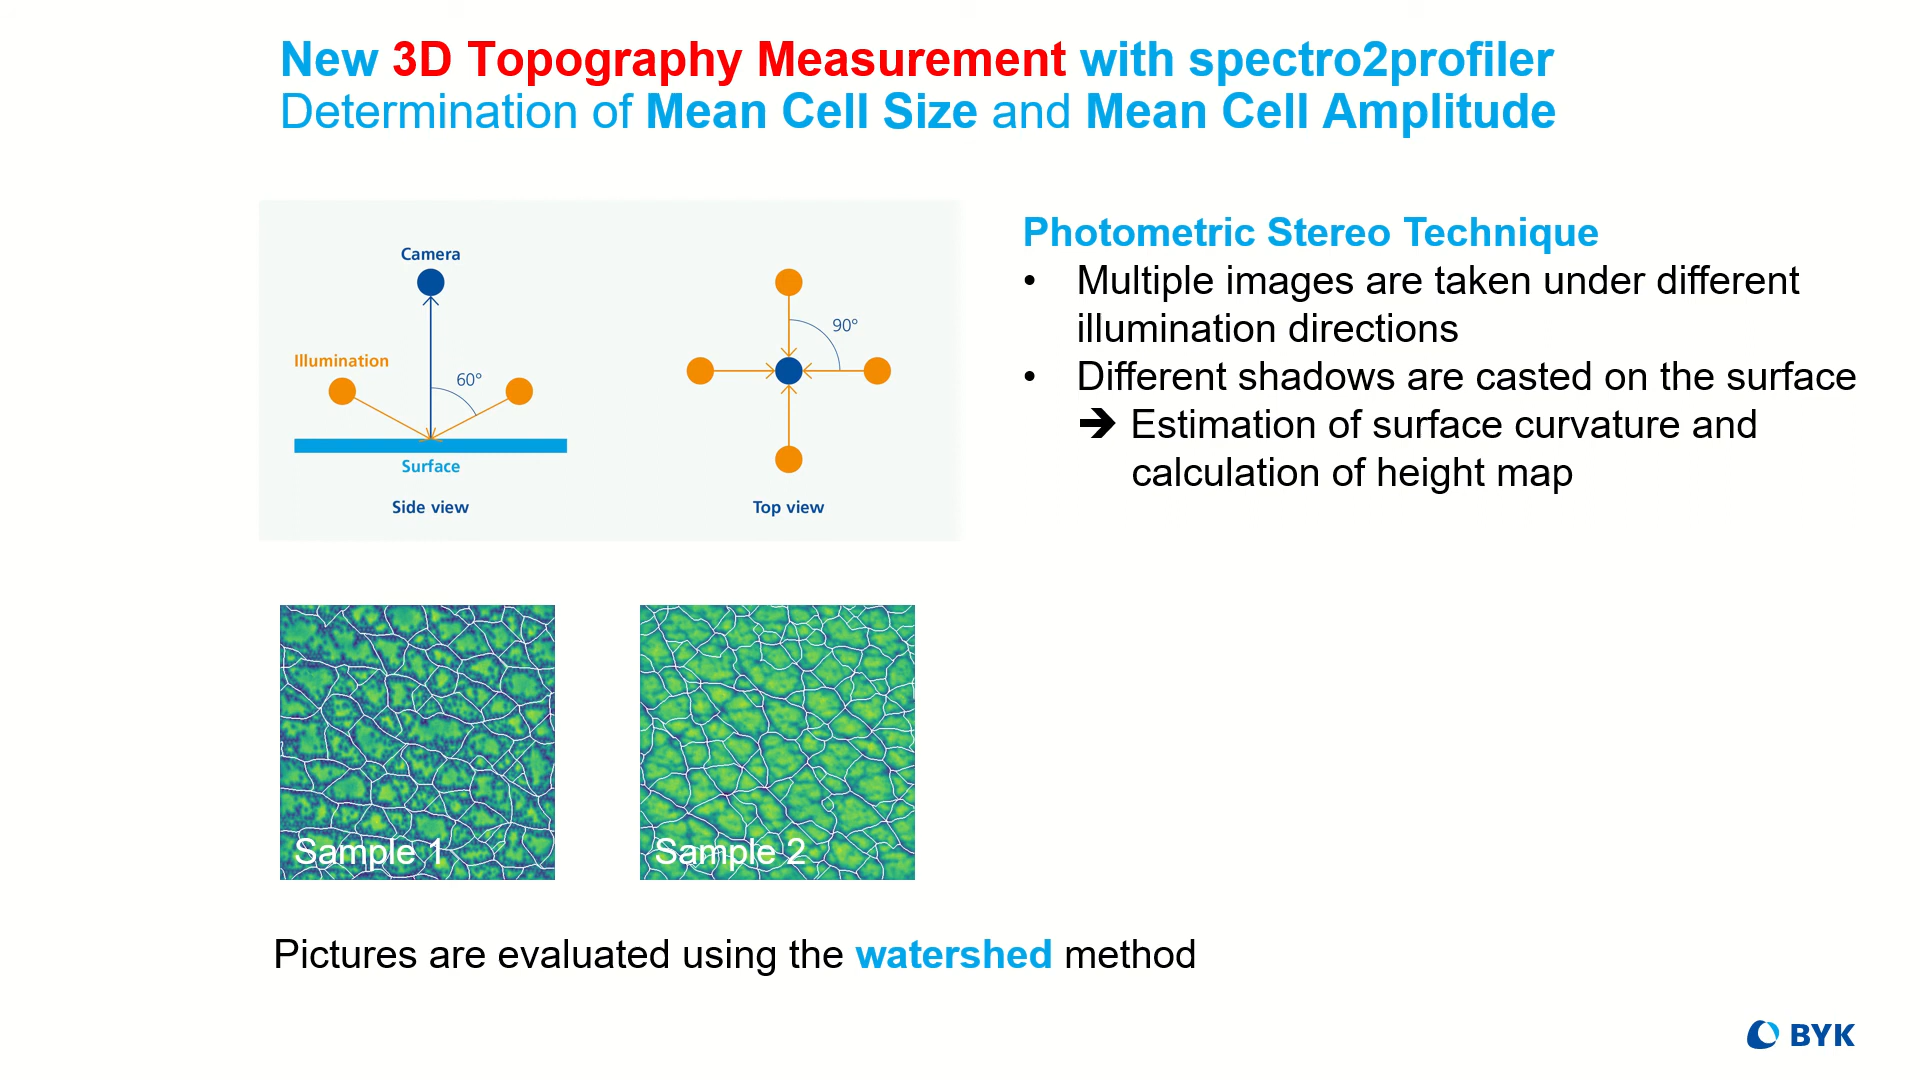 New 3D Topography Measurement with spectro2profiler
Determination of Mean Cell Size and Mean Cell Amplitude
Camera
Illumination
60°
Surface
Side view
90°
Top view
Photometric Stereo Technique
• Multiple images are taken under different
illumination directions
• Different shadows are casted on the surface
➔ Estimation of surface curvature and
calculation of height map
Sample 1
Sample 2
Pictures are evaluated using the watershed method
BYK